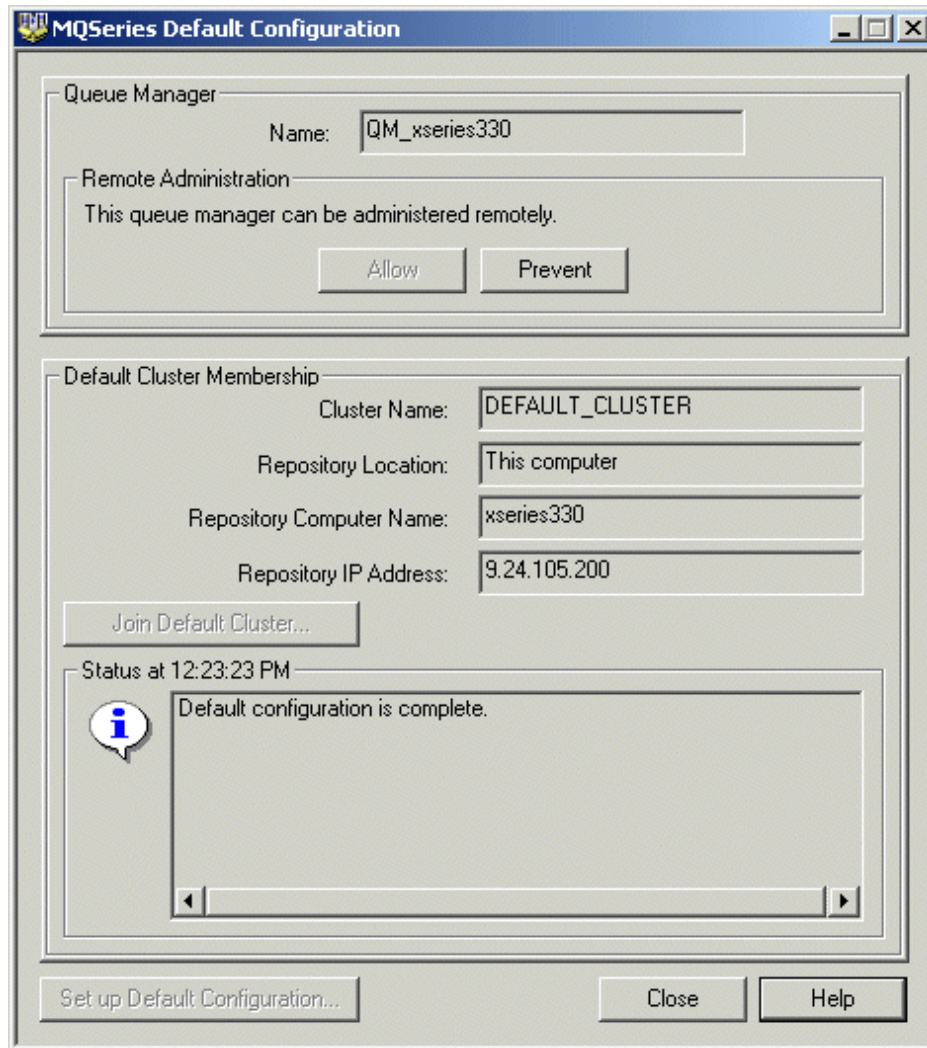 MQSeries Default Configuration
Queue Manager
Name: QM_xseries330
Remote Administration
This queue manager can be administered remotely.
Allow Prevent
Default Cluster Membership
Cluster Name: DEFAULT_CLUSTER
Repository Location: This computer
Repository Computer Name: xseries330
Repository IP Address: 9.24.105.200
Join Default Cluster...
Status at 12:23:23 PM
Default configuration is complete.
Set up Default Configuration... Close Help